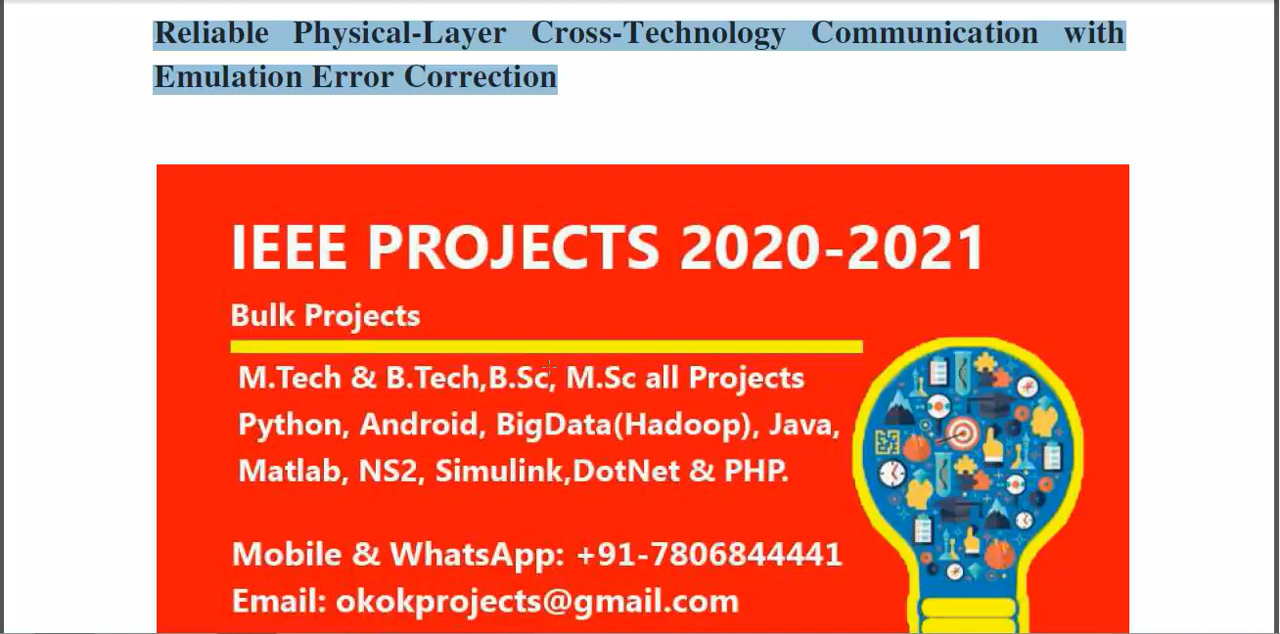 Reliable Physical-Layer Cross-Technology Communication with
Emulation Error Correction
IEEE PROJECTS 2020-2021
Bulk Projects
M.Tech & B.Tech,B.Sc, M.Sc all Projects
Python, Android, BigData(Hadoop), Java,
Matlab, NS2, Simulink,DotNet & PHP.
Mobile & WhatsApp: +91-7806844441
Email: okokprojects@gmail.com